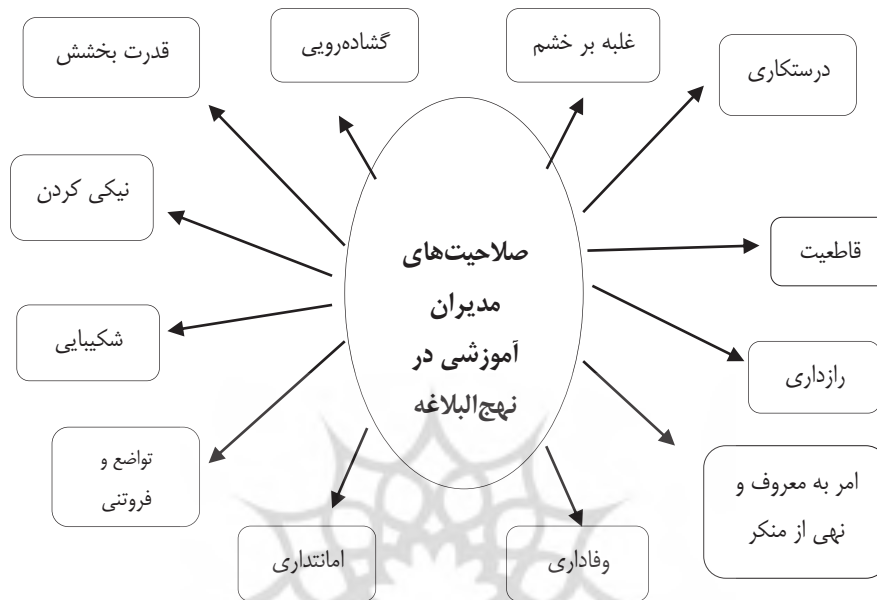 غلبه بر خشم
گشاده‌رویی
قدرت بخشش
درستکاری
نیکی کردن
قاطعیت
صلاحیت‌های
مدیران
آموزشی در
نهج‌البلاغه
شکیبایی
رازداری
تواضع و
فروتنی
امر به معروف و
نهی از منکر
وفاداری
امانتداری